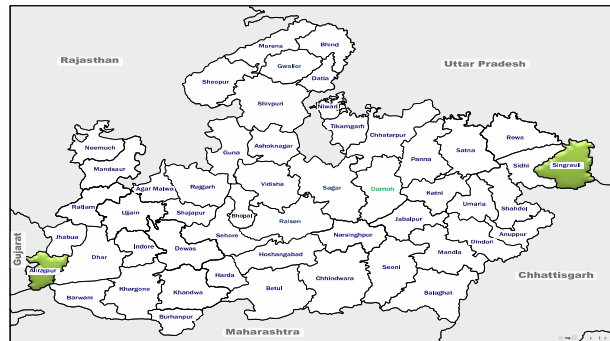 Rajasthan
Uttar Pradesh
Gujarat
Maharashtra
Chhattisgarh
Morena
Bhind
Gwalior
Datia
Sheopur
Shivpuri
Niwari
Tikamgarh
Chhatarpur
Panna
Satna
Rewa
Sidhi
Singrauli
Neemuch
Mandsaur
Guna
Ashoknagar
Agar Malwa
Rajgarh
Vidisha
Sagar
Damoh
Katni
Umaria
Shahdol
Ratlam
Ujjain
Shajapur
Bhopal
Raisen
Jabalpur
Anuppur
Jhabua
Indore
Dewas
Sehore
Narsinghpur
Dindori
Mandla
Alirajpur
Dhar
Hoshangabad
Barwani
Khargone
Khandwa
Harda
Betul
Chhindwara
Seoni
Balaghat
Burhanpur